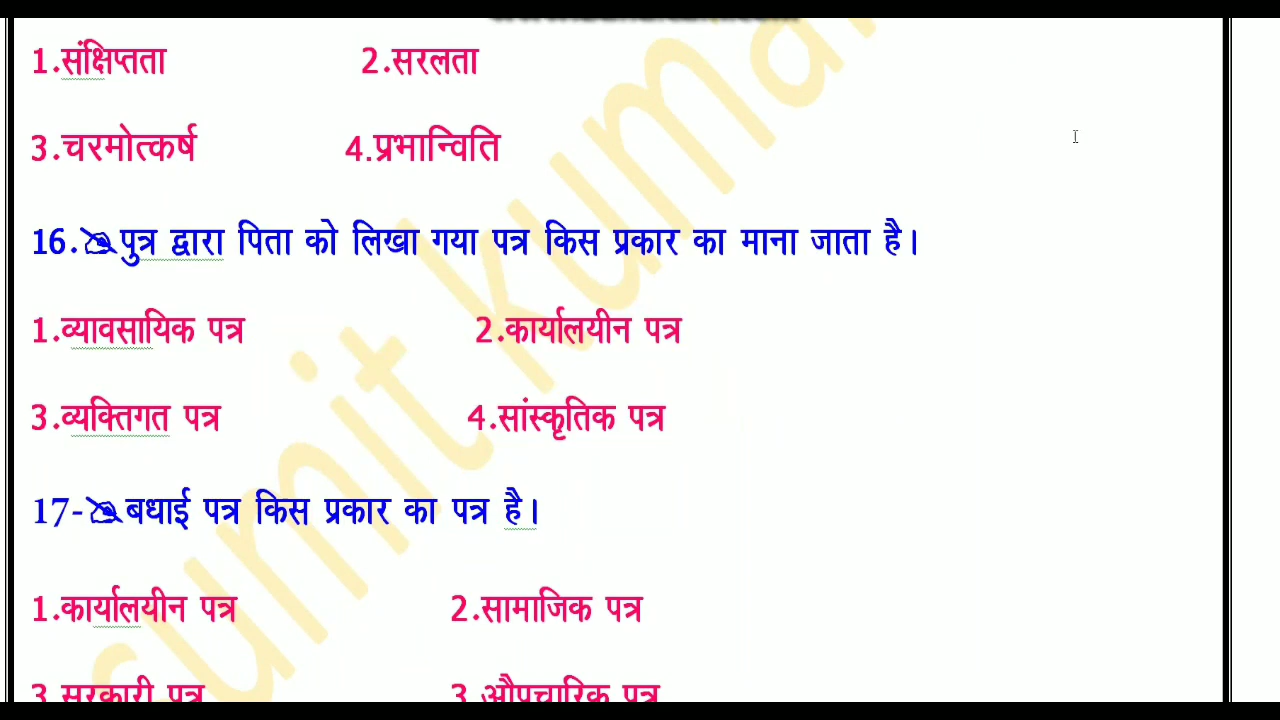 1.संक्षिप्तता 2.सरलता
3.चरमोत्कर्ष 4.प्रभान्विति
16.पुत्र द्वारा पिता को लिखा गया पत्र किस प्रकार का माना जाता है।
1.व्यावसायिक पत्र 2.कार्यालयीन पत्र
3.व्यक्तिगत पत्र 4.सांस्कृतिक पत्र
17-बधाई पत्र किस प्रकार का पत्र है।
1.कार्यालयीन पत्र 2.सामाजिक पत्र
3.सरकारी पत्र 3.औपचारिक पत्र
sumit kumar